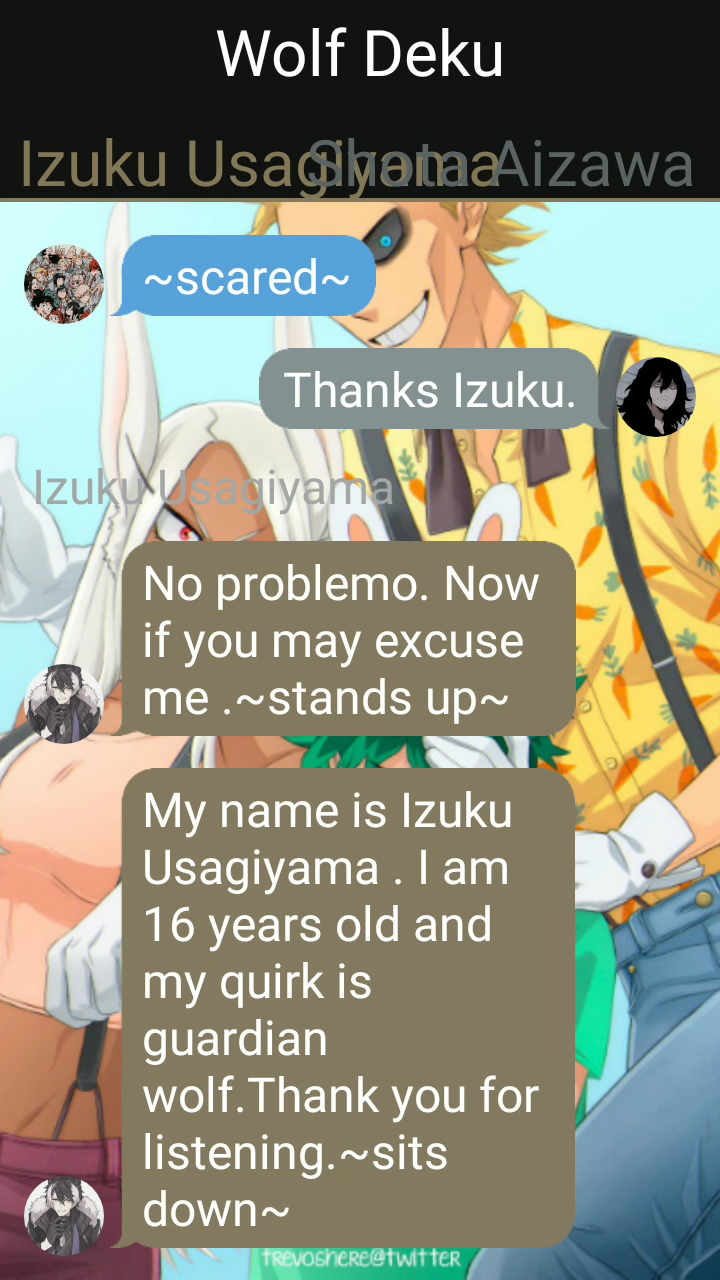 Wolf Deku
Izuku Usagiyama Shota Aizawa
~scared~
Thanks Izuku.
Izuku Usagiyama
No problemo. Now
if you may excuse
me .~stands up~
My name is Izuku
Usagiyama . I am
16 years old and
my quirk is
guardian
wolf.Thank you for
listening.~sits
down~
TREVOSHERE@TWITTER